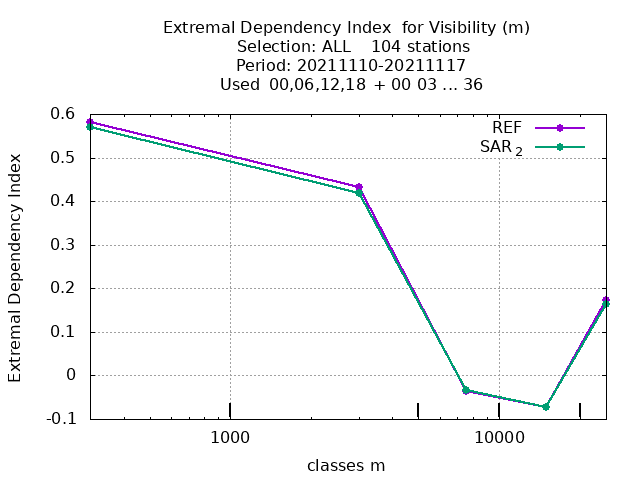 Extremal Dependency Index  for Visibility (m)
Selection: ALL    104 stations
Period: 20211110-20211117
Used  00,06,12,18  + 00 03 ... 36
REF
SAR 2
0.6
0.5
0.4
0.3
0.2
0.1
0
-0.1
Extremal Dependency Index
1000
10000
classes m